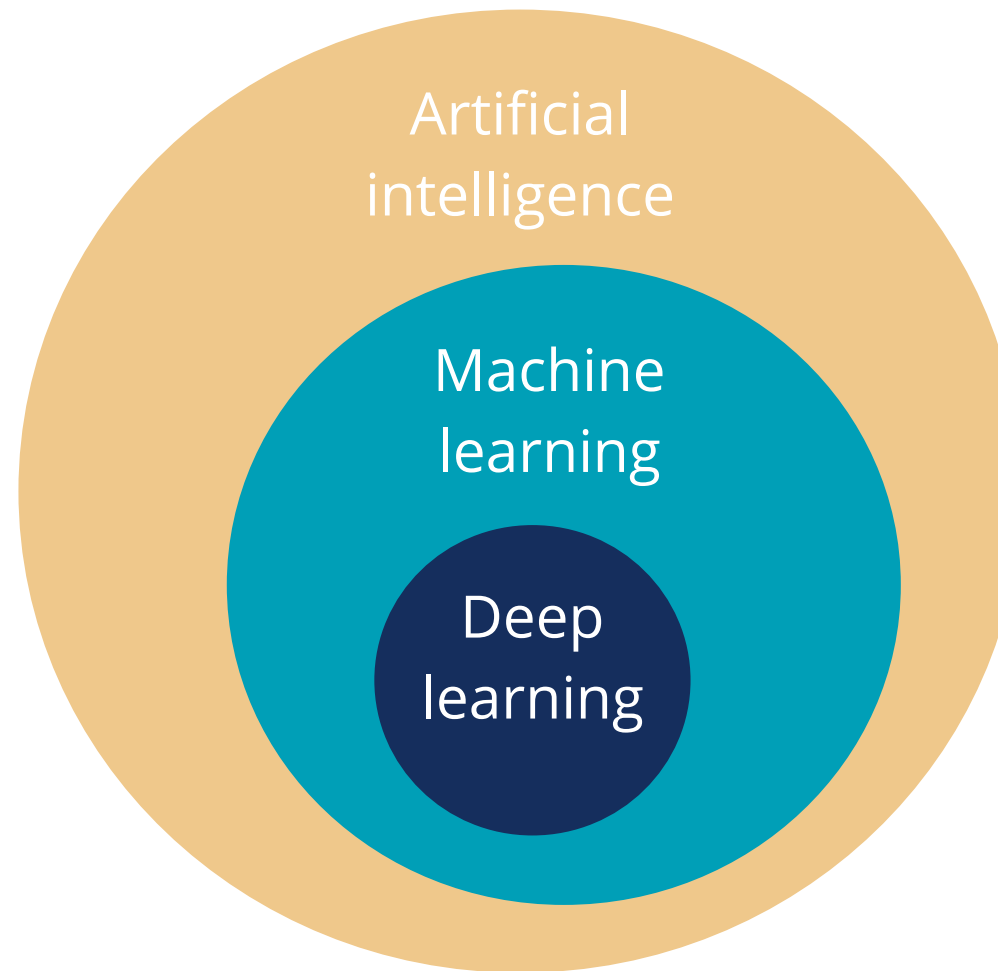 Artificial
intelligence
Machine
learning
Deep
learning